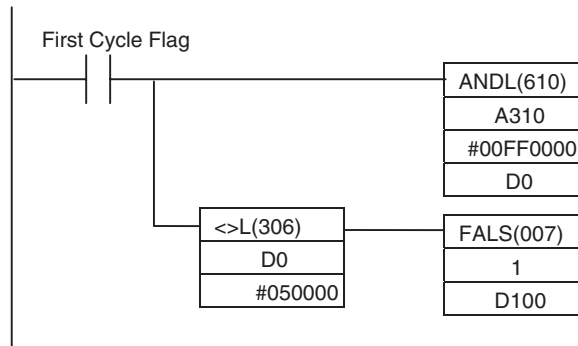 First Cycle Flag
ANDL(610)
A310
#00FF0000
D0
<>L(306)
D0
#050000
FALS(007)
1
D100